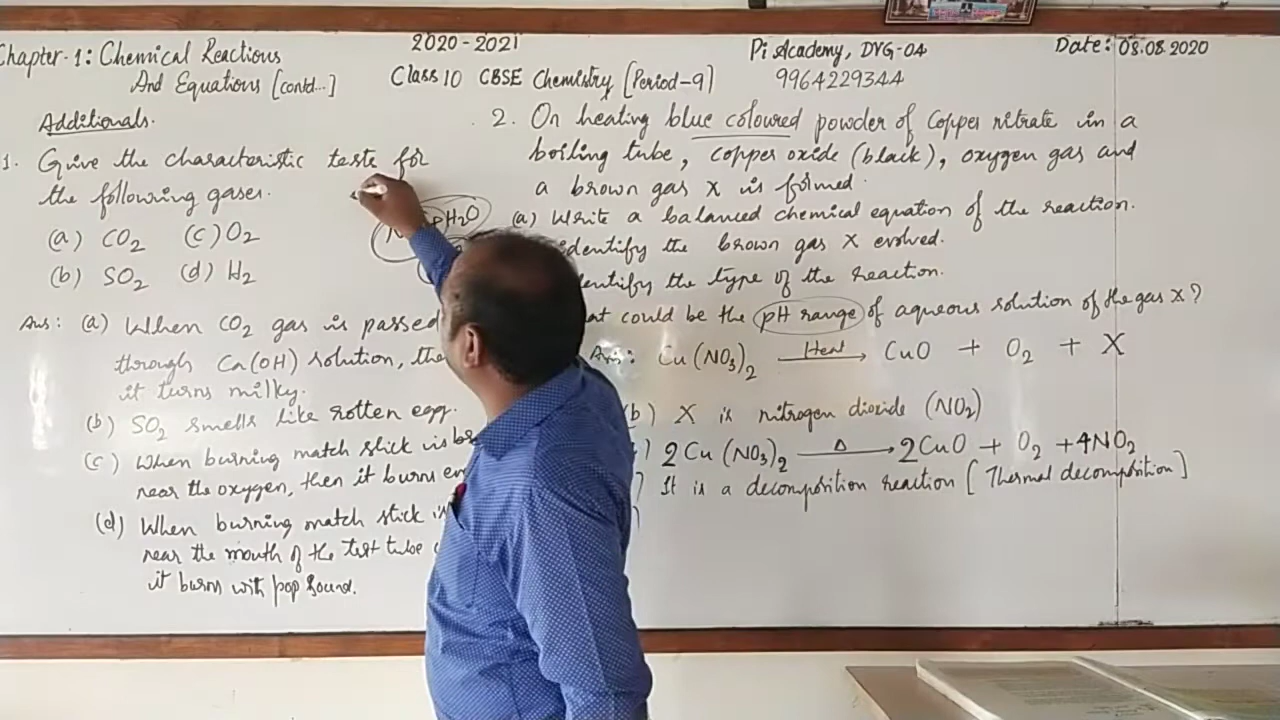 Chapter-1: Chemical Reactions
And Equations [contd...]
2020-2021
Class 10 CBSE Chemistry [Period-9]
Pi Academy, DVG-04
9964229344
Date: 08.08.2020
Additionals.
1. Give the characteristic tests for
the following gases.
(a) CO2 (c) O2
(b) SO2 (d) H2
Ans: (a) When CO2 gas is passed
through Ca(OH) solution, the
it turns milky.
(b) SO2 smells like rotten egg.
(c) When burning match stick is
near the oxygen, then it burns
(d) When burning match stick
near the mouth of the test tube
it burns with pop sound.
H2O
2. On heating blue coloured powder of Copper nitrate in a
boiling tube, copper oxide (black), oxygen gas and
a brown gas X is formed.
(a) Write a balanced chemical equation of the reaction.
identify the brown gas X evolved.
the type of the reaction.
could be the pH range of aqueous solution of the gas X?
Ans: Cu(NO3)2 Heat → CuO + O2 + X
(b) X is nitrogen dioxide (NO2)
2Cu(NO3)2 Δ → 2CuO + O2 + 4NO2
It is a decomposition reaction [Thermal decomposition]